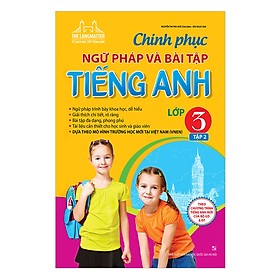 THE LANGMASTER
Chinh phục
NGỮ PHÁP VÀ BÀI TẬP
TIẾNG ANH
LỚP 3
TẬP 2
• Ngữ pháp trình bày khoa học, dễ hiểu
• Giải thích chi tiết, rõ ràng
• Bài tập đa dạng, phong phú
• Tài liệu cần thiết cho học sinh và giáo viên
• DỰA THEO MÔ HÌNH TRƯỜNG HỌC MỚI TẠI VIỆT NAM (VNEN)
THEO
CHƯƠNG TRÌNH
TIẾNG ANH MỚI
CỦA BỘ GD
& ĐT